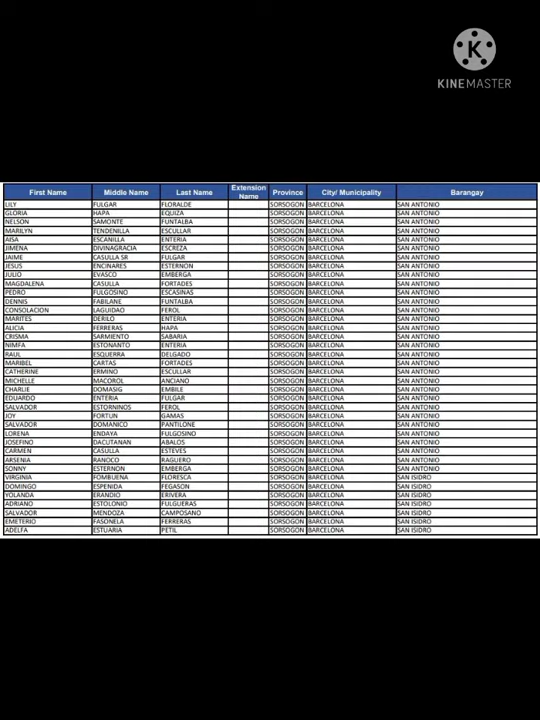 KINEMASTER
First Name Middle Name Last Name Extension Name Province City/ Municipality Barangay
LILY FULGAR FLORALDE SORSOGON BARCELONA SAN ANTONIO
GLORIA HAPA EQUIZA SORSOGON BARCELONA SAN ANTONIO
NELSON SAMONTE FUNTALBA SORSOGON BARCELONA SAN ANTONIO
MARILYN TENDENILLA ESCULLAR SORSOGON BARCELONA SAN ANTONIO
AISA ESCANILLA ENTERIA SORSOGON BARCELONA SAN ANTONIO
JIMENA DIVINAGRACIA ESCREZA SORSOGON BARCELONA SAN ANTONIO
JAIME CASULLA SR FULGAR SORSOGON BARCELONA SAN ANTONIO
JESUS ENCINARES ESTERNON SORSOGON BARCELONA SAN ANTONIO
JULIO EVASCO EMBERGA SORSOGON BARCELONA SAN ANTONIO
MAGDALENA CASULLA FORTADES SORSOGON BARCELONA SAN ANTONIO
PEDRO FULGOSINO ESCASINAS SORSOGON BARCELONA SAN ANTONIO
DENNIS FABILANE FUNTALBA SORSOGON BARCELONA SAN ANTONIO
CONSOLACION LAGUIDAO FEROL SORSOGON BARCELONA SAN ANTONIO
MARITES DERILO ENTERIA SORSOGON BARCELONA SAN ANTONIO
ALICIA FERRERAS HAPA SORSOGON BARCELONA SAN ANTONIO
CRISMA SARMIENTO SABARIA SORSOGON BARCELONA SAN ANTONIO
NIMFA ESTONANTO ENTERIA SORSOGON BARCELONA SAN ANTONIO
RAUL ESQUERRA DELGADO SORSOGON BARCELONA SAN ANTONIO
MARIBEL CARTAS FORTADES SORSOGON BARCELONA SAN ANTONIO
CATHERINE ERMINO ESCULLAR SORSOGON BARCELONA SAN ANTONIO
MICHELLE MACOROL ANCIANO SORSOGON BARCELONA SAN ANTONIO
CHARLIE DOMASIG EMBILE SORSOGON BARCELONA SAN ANTONIO
EDUARDO ENTERIA FULGAR SORSOGON BARCELONA SAN ANTONIO
SALVADOR ESTORNINOS FEROL SORSOGON BARCELONA SAN ANTONIO
JOY FORTUN GAMAS SORSOGON BARCELONA SAN ANTONIO
SALVADOR DOMANICO PANTILONE SORSOGON BARCELONA SAN ANTONIO
LORENA ENDAYA FULGOSINO SORSOGON BARCELONA SAN ANTONIO
JOSEFINO DACUTANAN ABALOS SORSOGON BARCELONA SAN ANTONIO
CARMEN CASULLA ESTEVES SORSOGON BARCELONA SAN ANTONIO
ARSENIA RANOCO RAGUERO SORSOGON BARCELONA SAN ANTONIO
SONNY ESTERNON EMBERGA SORSOGON BARCELONA SAN ANTONIO
VIRGINIA FOMBUENA FLORESCA SORSOGON BARCELONA SAN ISIDRO
DOMINGO ESPENIDA FEGASON SORSOGON BARCELONA SAN ISIDRO
YOLANDA ERANDIO ERIVERA SORSOGON BARCELONA SAN ISIDRO
ADRIANO ESTOLONIO FULGUERAS SORSOGON BARCELONA SAN ISIDRO
SALVADOR MENDOZA CAMPOSANO SORSOGON BARCELONA SAN ISIDRO
EMETERIO FASONELA FERRERAS SORSOGON BARCELONA SAN ISIDRO
ADELFA ESTUARIA PETIL SORSOGON BARCELONA SAN ISIDRO